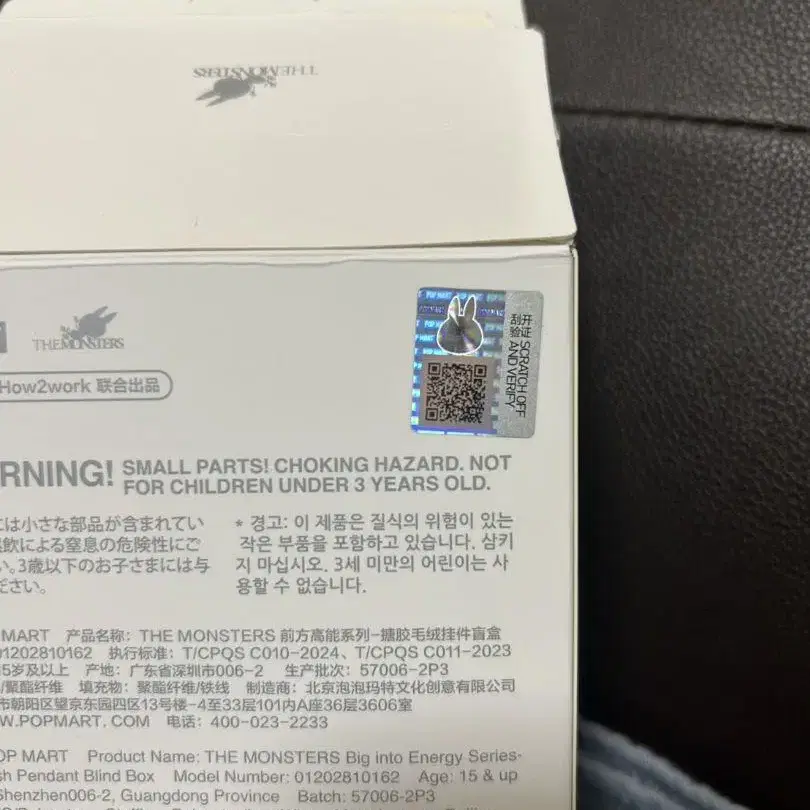 THE MONSTERS
POP MART
POP MART
刮开
验证
SCRATCH OFF
AND VERIFY
THE MONSTERS
How2work 联合出品
SMALL PARTS! CHOKING HAZARD. NOT
FOR CHILDREN UNDER 3 YEARS OLD.
には小さな部品が含まれてい
飲による窒息の危険性にご
い。3歳以下のお子さまには与
ださい。
* 경고: 이 제품은 질식의 위험이 있는
작은 부품을 포함하고 있습니다. 삼키
지 마십시오. 3세 미만의 어린이는 사
용할 수 없습니다.
MART 产品名称: THE MONSTERS 前方高能系列-搪胶毛绒挂件盲盒
01202810162 执行标准: T/CPQS C010-2024、T/CPQS C011-2023
15岁及以上 产地: 广东省深圳市006-2 生产批次: 57006-2P3
/聚酯纤维 填充物: 聚酯纤维/铁线 制造商: 北京泡泡玛特文化创意有限公司
市朝阳区望京东园四区13号楼-4至33层101内A座36层3606室
WWW.POPMART.COM 电话: 400-023-2233
POP MART Product Name: THE MONSTERS Big into Energy Series-
sh Pendant Blind Box Model Number: 01202810162 Age: 15 & up
Shenzhen006-2, Guangdong Province Batch: 57006-2P3